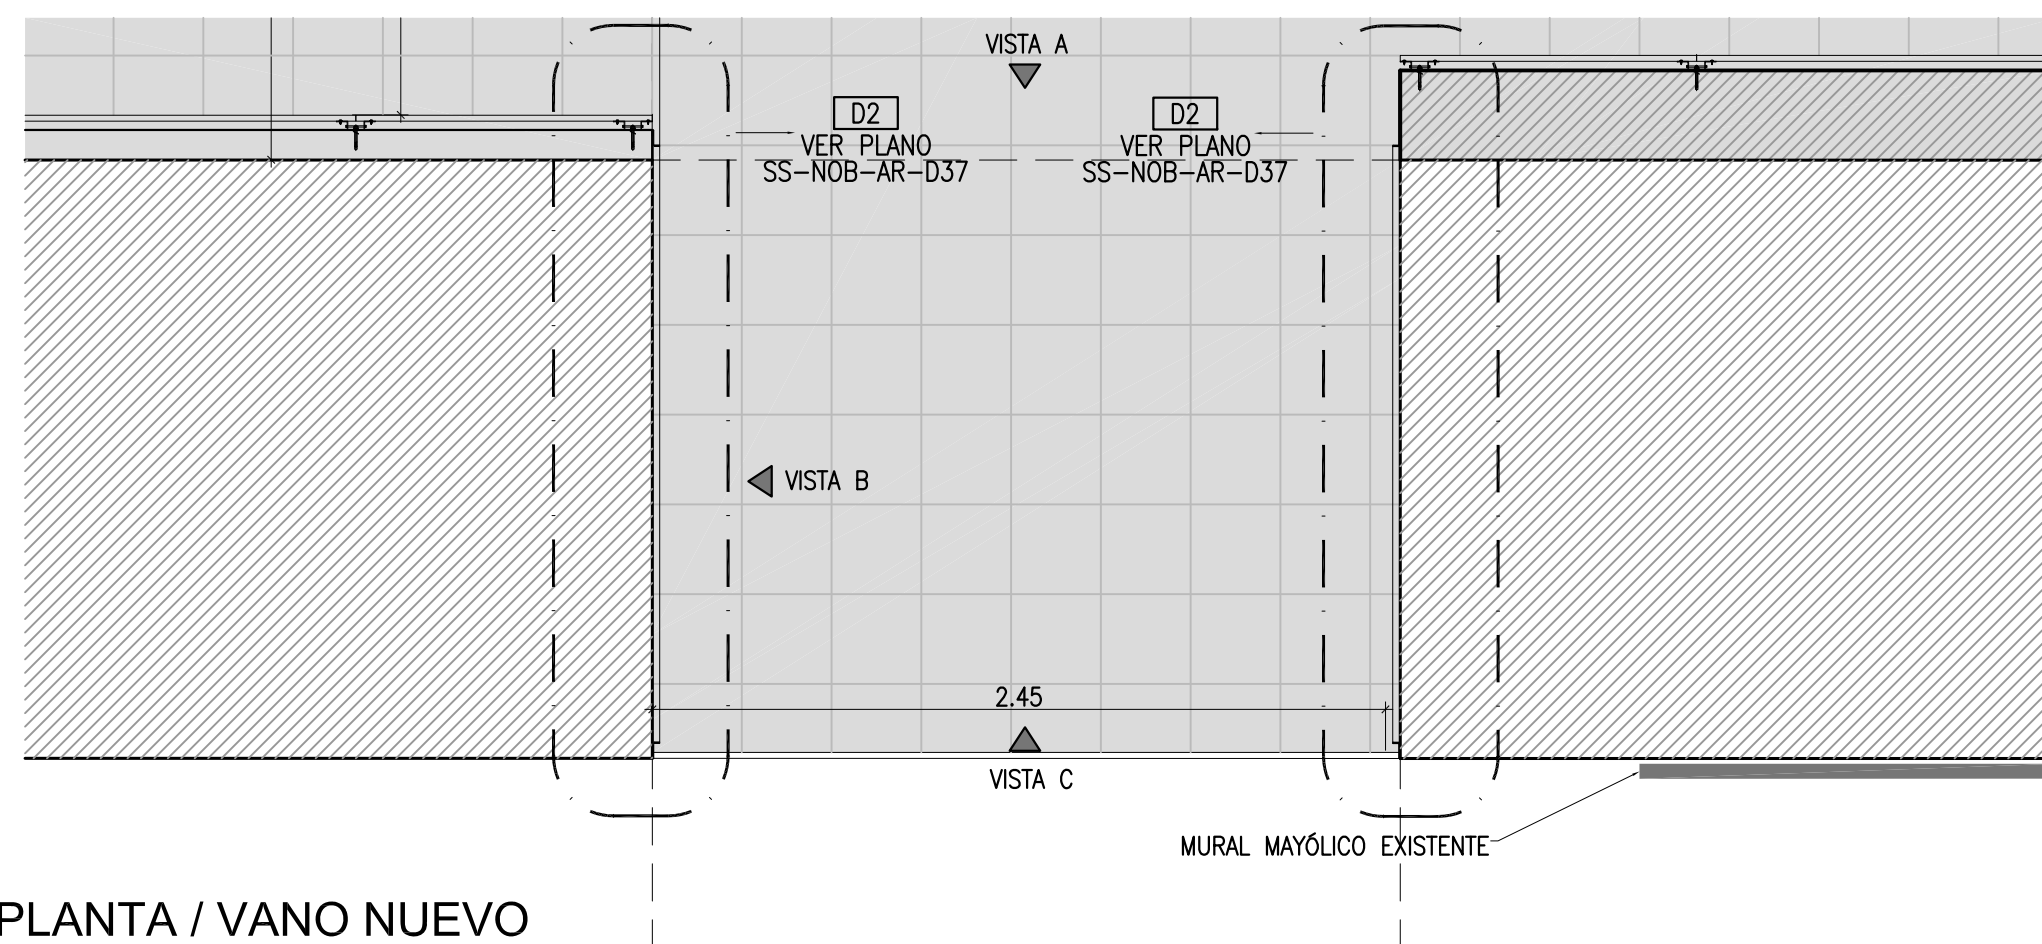 VISTA A
D2
VER PLANO
SS-NOB-AR-D37
D2
VER PLANO
SS-NOB-AR-D37
VISTA B
2.45
VISTA C
MURAL MAYÓLICO EXISTENTE
PLANTA / VANO NUEVO